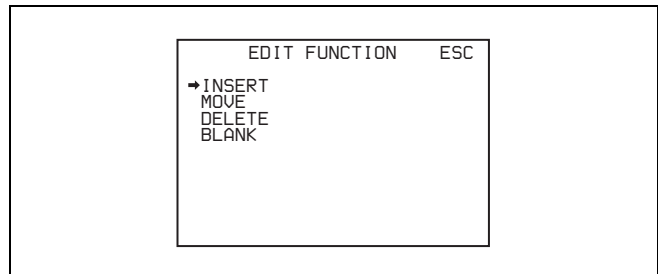 EDIT FUNCTION ESC
➡INSERT
MOVE
DELETE
BLANK